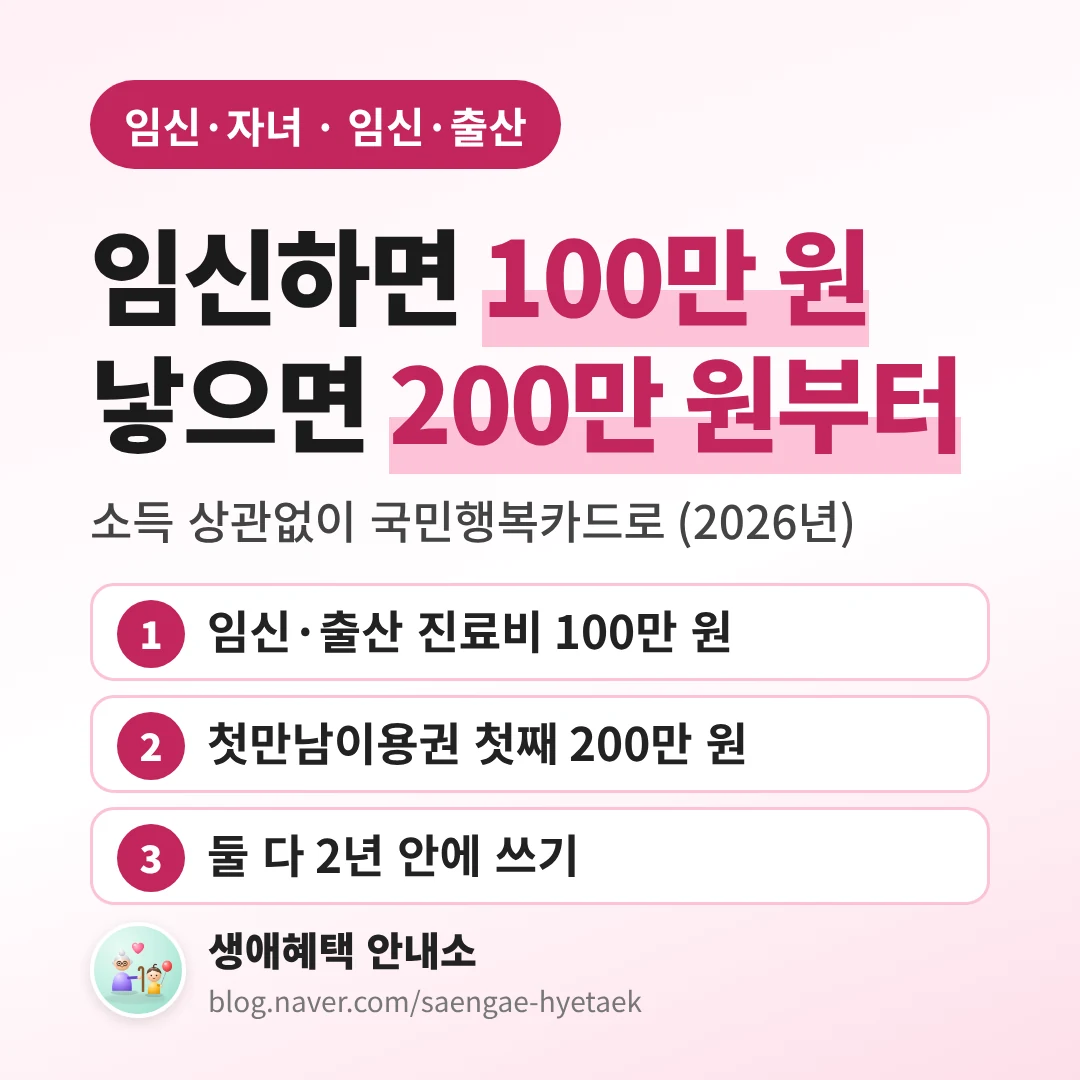 임신·자녀 · 임신·출산
임신하면 100만 원
낳으면 200만 원부터
소득 상관없이 국민행복카드로 (2026년)
1 임신·출산 진료비 100만 원
2 첫만남이용권 첫째 200만 원
3 둘 다 2년 안에 쓰기
생애혜택 안내소
blog.naver.com/saengae-hyetaek